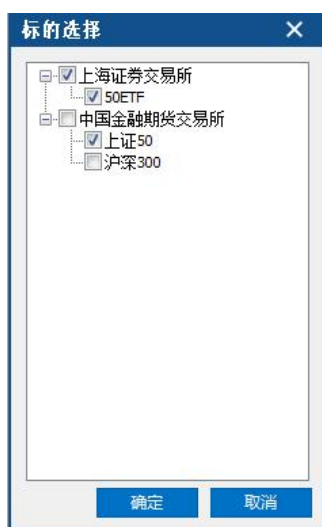 标的选择
上海证券交易所
50ETF
中国金融期货交易所
上证50
沪深300
确定
取消